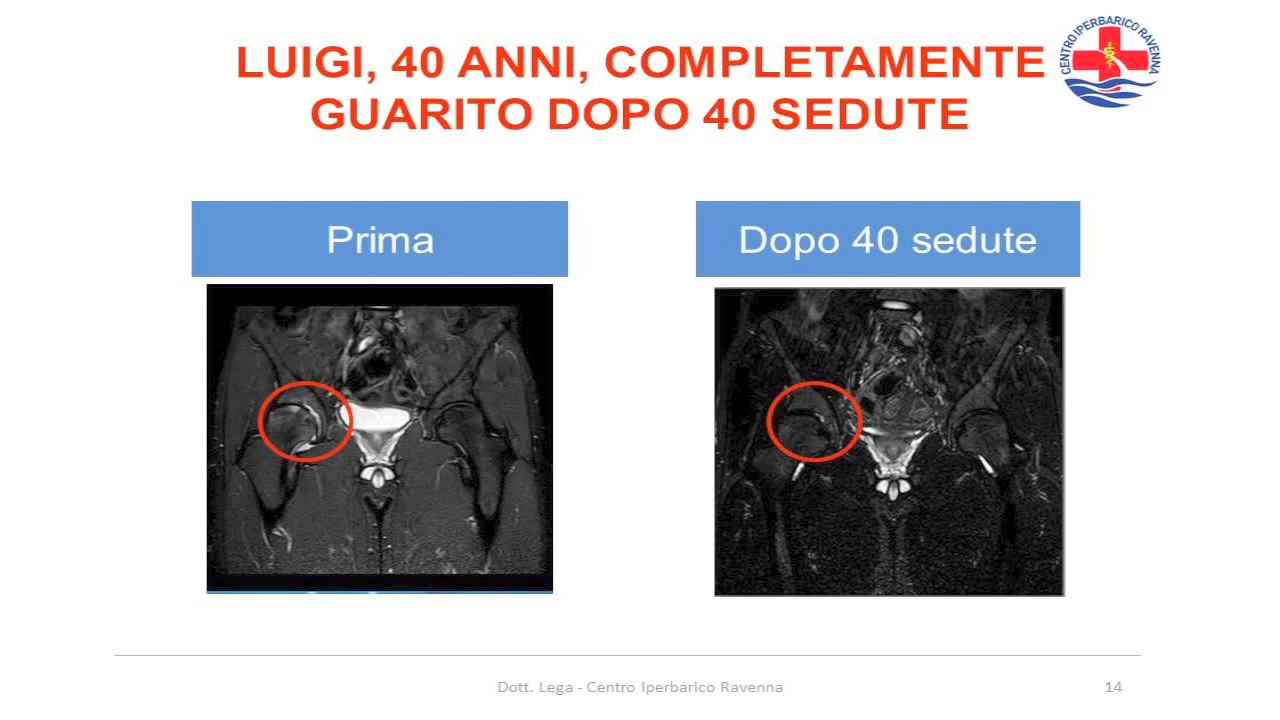 LUIGI, 40 ANNI, COMPLETAMENTE
GUARITO DOPO 40 SEDUTE
CENTRO IPERBARICO RAVENNA
Prima
Dopo 40 sedute
Dott. Lega - Centro Iperbarico Ravenna
14